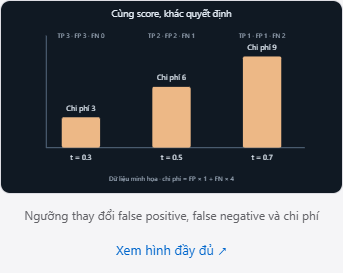 Cùng score, khác quyết định
TP 3 · FP 3 · FN 0
TP 2 · FP 2 · FN 1
TP 1 · FP 1 · FN 2
Chi phí 3
Chi phí 6
Chi phí 9
t = 0.3
t = 0.5
t = 0.7
Dữ liệu minh họa · chi phí = FP × 1 + FN × 4
Ngưỡng thay đổi false positive, false negative và chi phí
Xem hình đầy đủ ↗